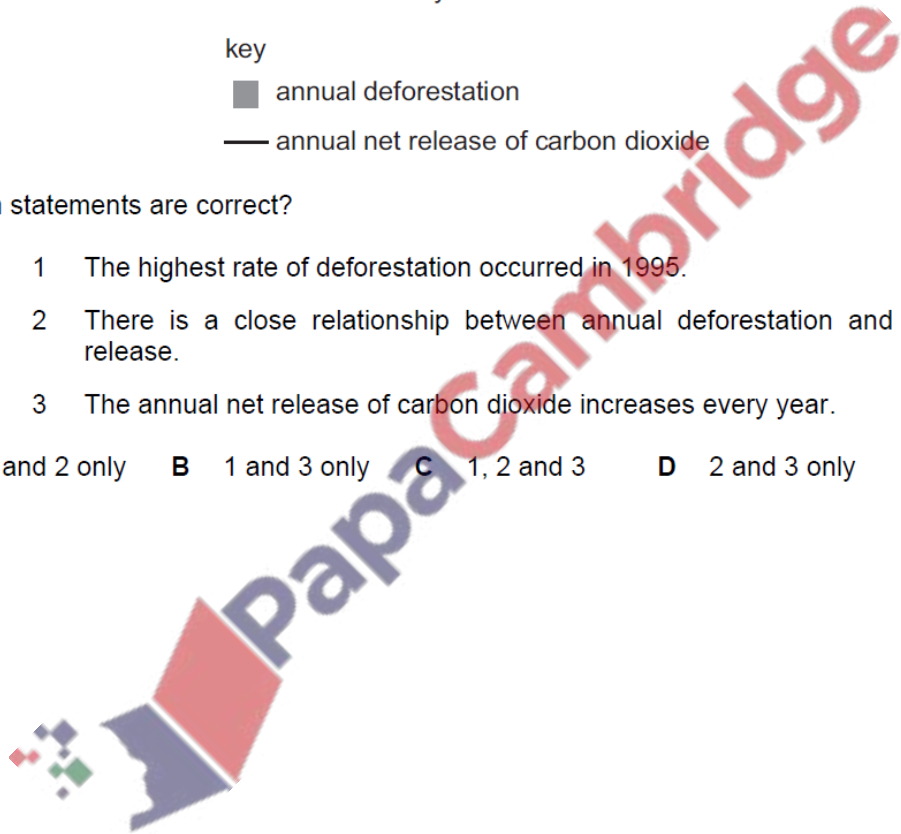 key
annual deforestation
annual net release of carbon dioxide
statements are correct?
1 The highest rate of deforestation occurred in 1995.
2 There is a close relationship between annual deforestation and
release.
3 The annual net release of carbon dioxide increases every year.
and 2 only B 1 and 3 only C 1, 2 and 3 D 2 and 3 only
PapaCambridge